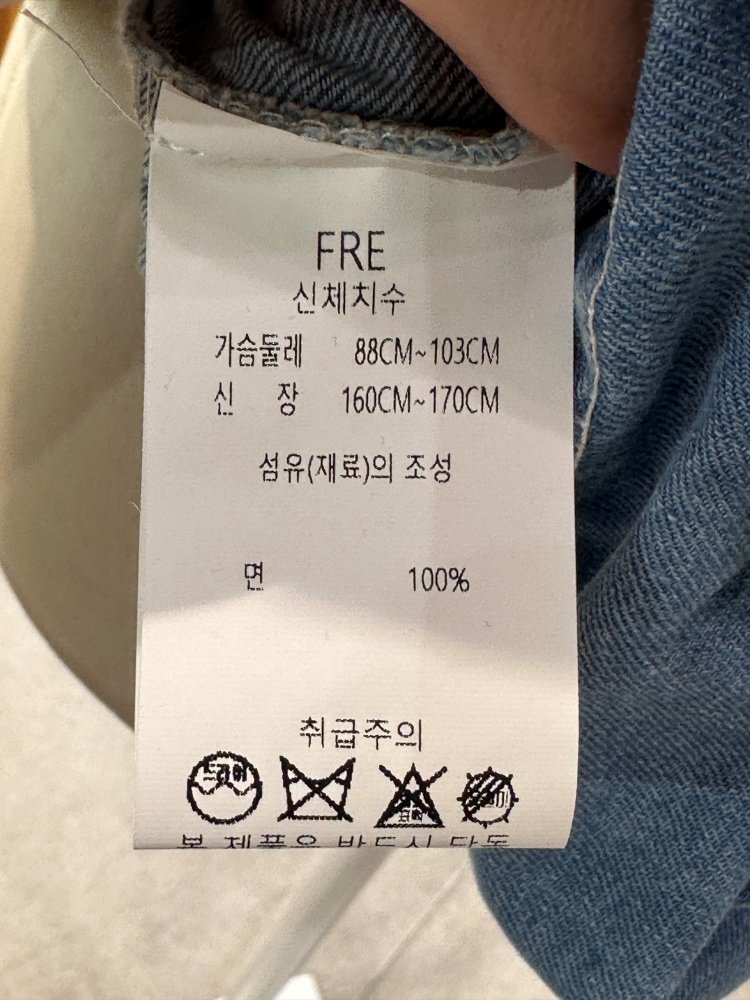 FRE
신체치수
가슴둘레 88CM~103CM
신 장 160CM~170CM
섬유(재료)의 조성
면 100%
취급주의
드라이